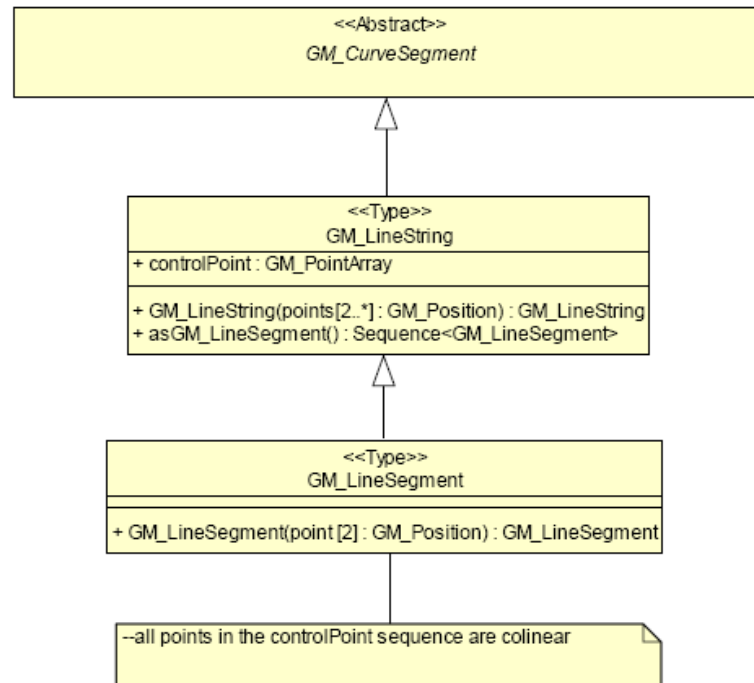 <<Abstract>>
GM_CurveSegment
<<Type>>
GM_LineString
+ controlPoint : GM_PointArray
+ GM_LineString(points[2..*] : GM_Position) : GM_LineString
+ asGM_LineSegment() : Sequence<GM_LineSegment>
<<Type>>
GM_LineSegment
+ GM_LineSegment(point [2] : GM_Position) : GM_LineSegment
--all points in the controlPoint sequence are colinear